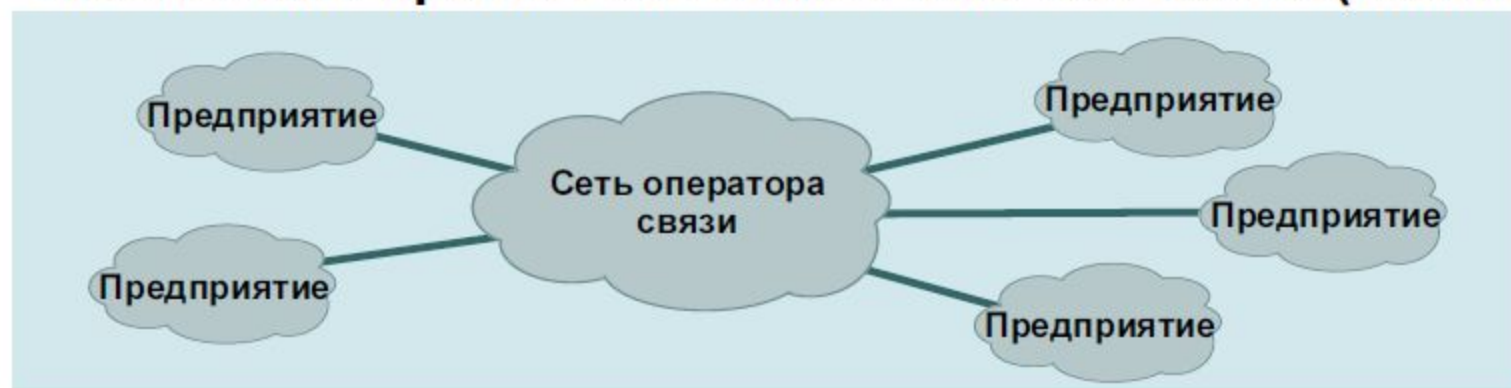 Предприятие
Предприятие
Сеть оператора
связи
Предприятие
Предприятие
Предприятие